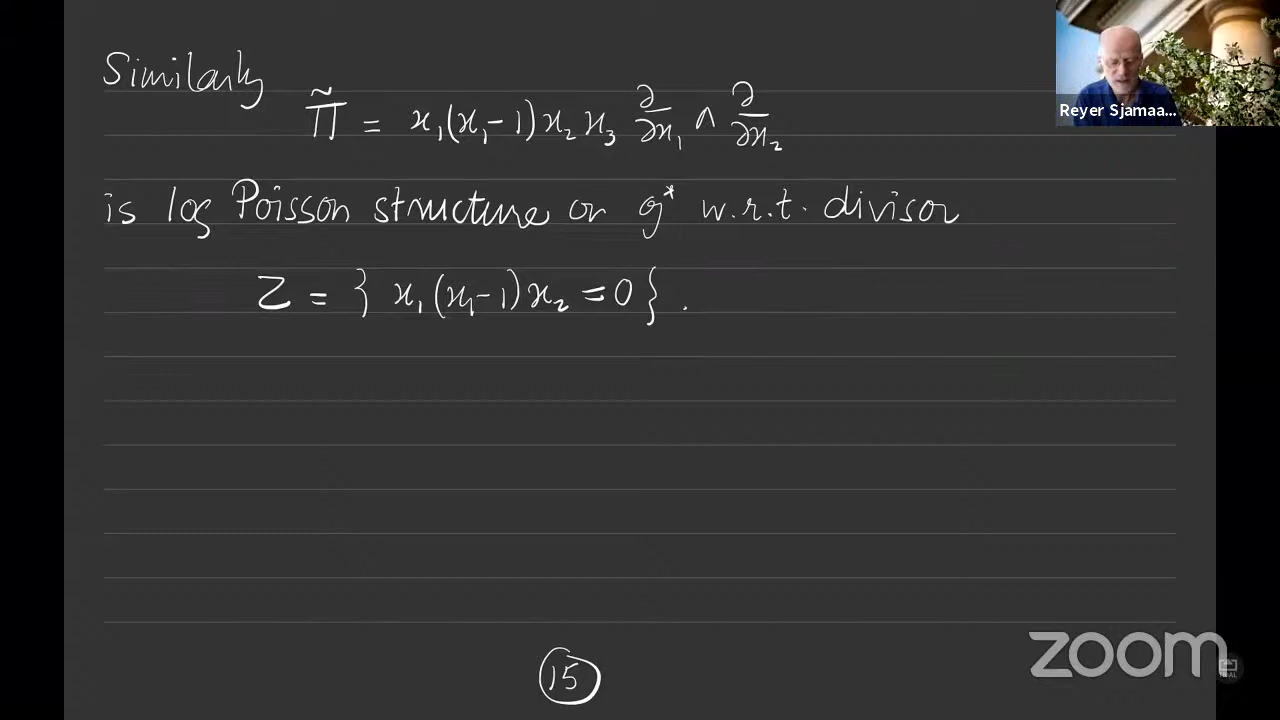 Similarly
Π̃ = x₁(x₁-1)x₂x₃ ∂/∂x₁ ∧ ∂/∂x₂
is log Poisson structure on g* w.r.t. divisor
Z = { x₁(x₁-1)x₂ = 0 } .
15
Reyer Sjamaa...
zoom